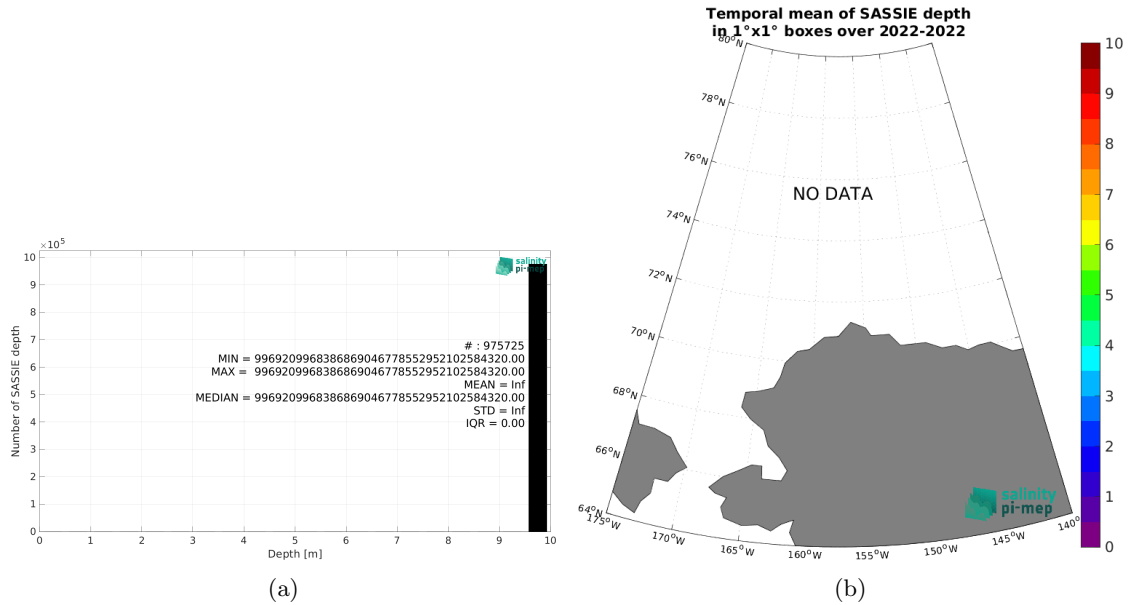 ×10⁵
10
9
8
7
6
5
4
3
2
1
0
Number of SASSIE depth
salinity
pi-mep
# : 975725
MIN = 9969209968386869046778552952102584320.00
MAX = 9969209968386869046778552952102584320.00
MEAN = Inf
MEDIAN = 9969209968386869046778552952102584320.00
STD = Inf
IQR = 0.00
0 1 2 3 4 5 6 7 8 9 10
Depth [m]
(a)
Temporal mean of SASSIE depth
in 1°x1° boxes over 2022-2022
80°N
78°N
76°N
74°N
72°N
70°N
68°N
66°N
64°N
NO DATA
salinity
pi-mep
175°W 170°W 165°W 160°W 155°W 150°W 145°W 140°
10
9
8
7
6
5
4
3
2
1
0
(b)